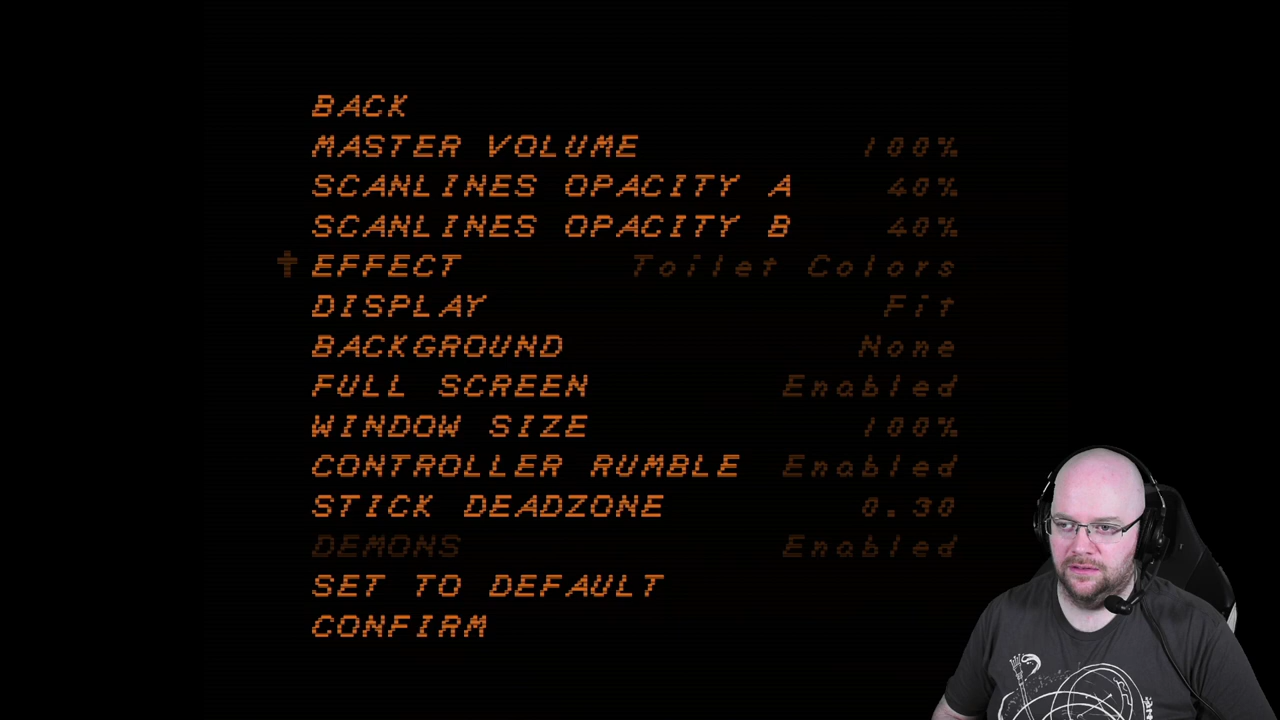 BACK
MASTER VOLUME 100%
SCANLINES OPACITY A 40%
SCANLINES OPACITY B 40%
EFFECT Toilet Colors
DISPLAY Fit
BACKGROUND None
FULL SCREEN Enabled
WINDOW SIZE 100%
CONTROLLER RUMBLE Enabled
STICK DEADZONE 0.30
DEMONS Enabled
SET TO DEFAULT
CONFIRM